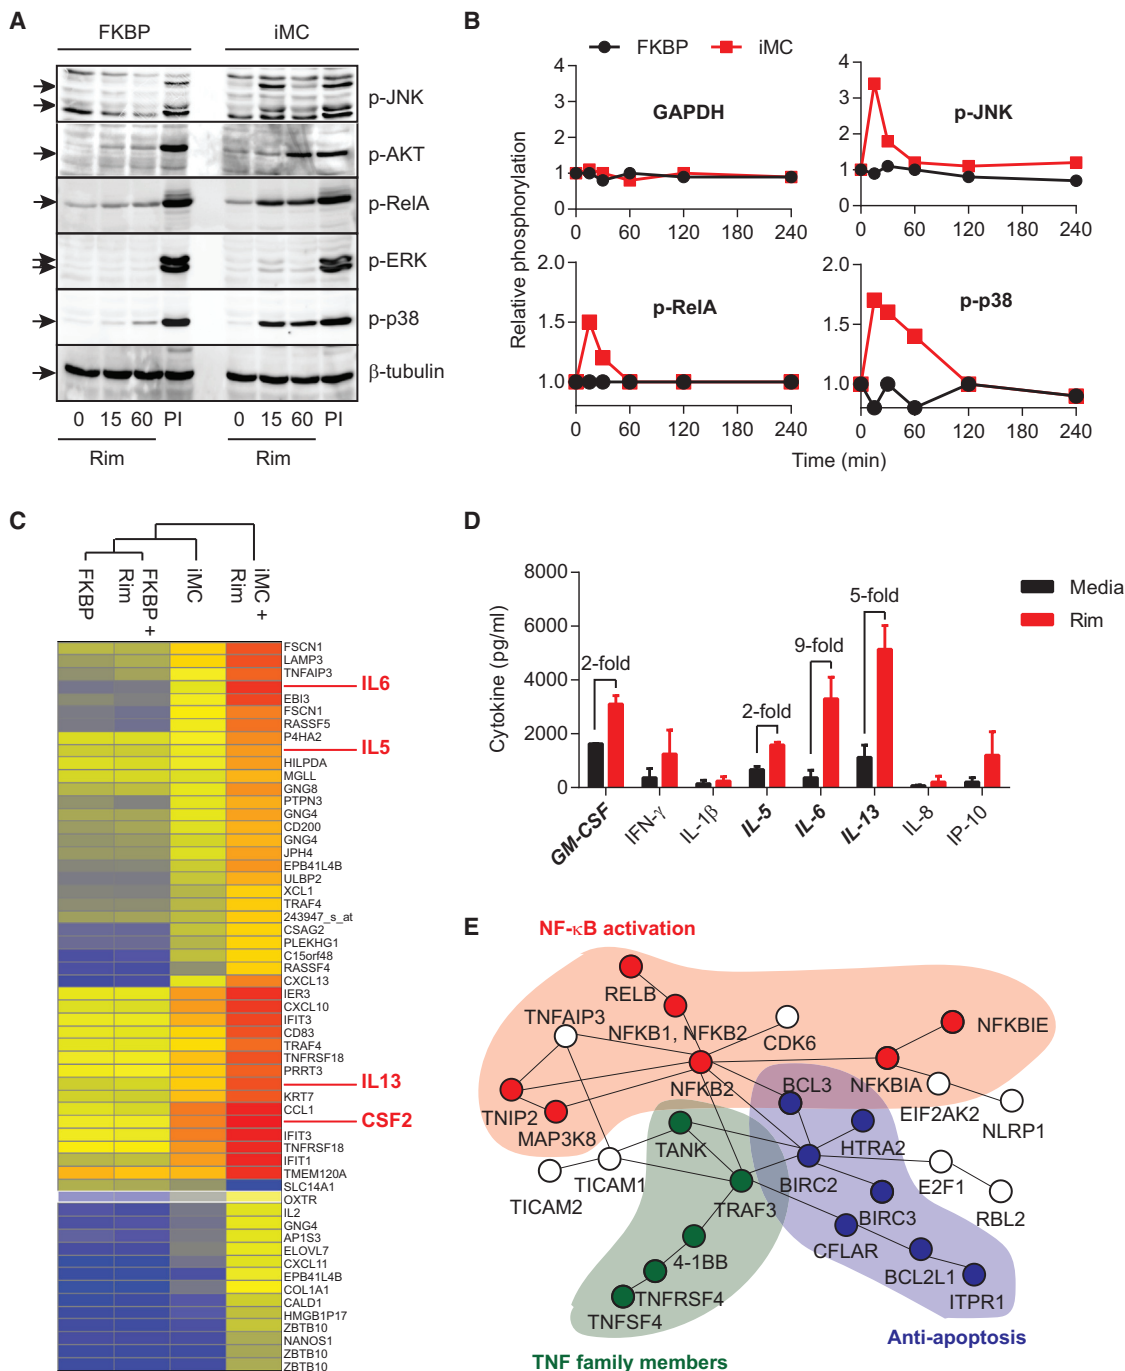 A
FKBP
iMC
p-JNK
p-AKT
p-RelA
p-ERK
p-p38
β-tubulin
0 15 60 PI
0 15 60 PI
Rim
Rim
B
FKBP
iMC
Relative phosphorylation
GAPDH
4
3
2
1
0
0 60 120 180 240
p-JNK
4
3
2
1
0
0 60 120 180 240
p-RelA
2.0
1.5
1.0
0 60 120 180 240
p-p38
2.0
1.5
1.0
0 60 120 180 240
Time (min)
C
FKBP
FKBP +
Rim
iMC
iMC +
Rim
FSCN1
LAMP3
TNFAIP3
IL6
EBI3
FSCN1
RASSF5
P4HA2
IL5
HILPDA
MGLL
GNG8
PTPN3
GNG4
CD200
GNG4
JPH4
EPB41L4B
ULBP2
XCL1
TRAF4
243947_s_at
CSAG2
PLEKHG1
C15orf48
RASSF4
CXCL13
IER3
CXCL10
IFIT3
CD83
TRAF4
TNFRSF18
PRRT3
IL13
KRT7
CCL1
CSF2
IFIT3
TNFRSF18
IFIT1
TMEM120A
SLC14A1
OXTR
IL2
GNG4
AP1S3
ELOVL7
CXCL11
EPB41L4B
COL1A1
CALD1
HMGB1P17
ZBTB10
NANOS1
ZBTB10
ZBTB10
D
Cytokine (pg/ml)
8000
6000
4000
2000
0
2-fold
2-fold
9-fold
5-fold
Media
Rim
GM-CSF
IFN-γ
IL-1β
IL-5
IL-6
IL-13
IL-8
IP-10
E
NF-κB activation
RELB
TNFAIP3
NFKB1, NFKB2
CDK6
NFKBIE
NFKB2
BCL3
NFKBIA
TNIP2
EIF2AK2
MAP3K8
NLRP1
TANK
HTRA2
TICAM1
BIRC2
E2F1
TICAM2
TRAF3
BIRC3
RBL2
CFLAR
4-1BB
BCL2L1
TNFRSF4
ITPR1
TNFSF4
Anti-apoptosis
TNF family members